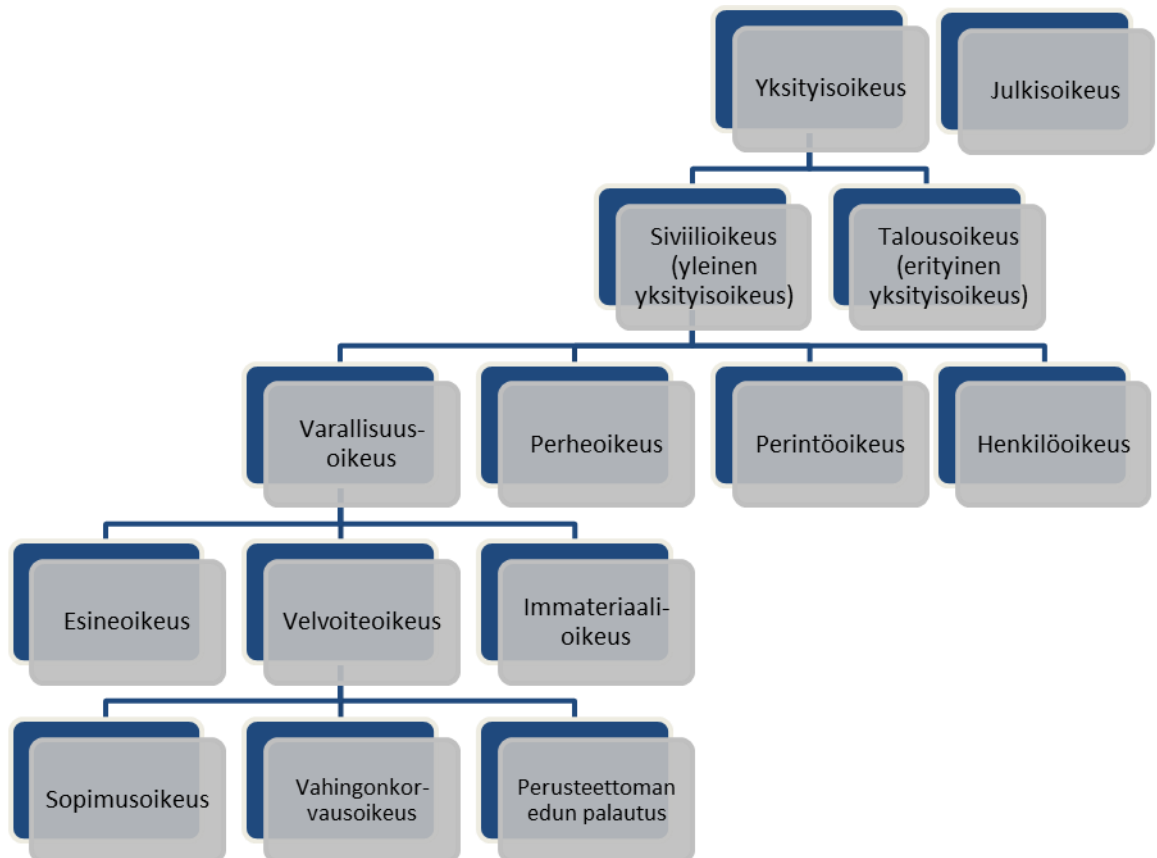 Yksityisoikeus
Julkisoikeus
Siviilioikeus
(yleinen
yksityisoikeus)
Talousoikeus
(erityinen
yksityisoikeus)
Varallisuus-
oikeus
Perheoikeus
Perintöoikeus
Henkilöoikeus
Esineoikeus
Velvoiteoikeus
Immateriaali-
oikeus
Sopimusoikeus
Vahingonkor-
vausoikeus
Perusteettoman
edun palautus